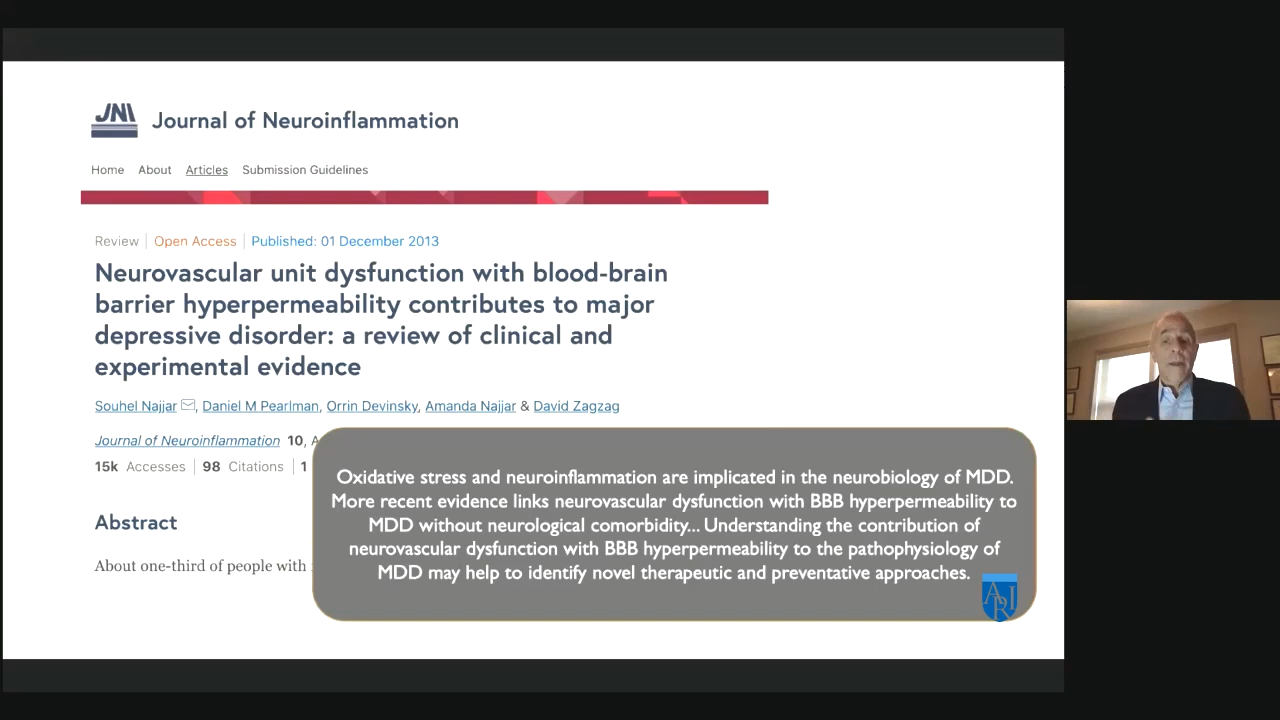 JNI
Journal of Neuroinflammation
Home About Articles Submission Guidelines
Review Open Access Published: 01 December 2013
Neurovascular unit dysfunction with blood-brain
barrier hyperpermeability contributes to major
depressive disorder: a review of clinical and
experimental evidence
Souhel Najjar, Daniel M Pearlman, Orrin Devinsky, Amanda Najjar & David Zagzag
Journal of Neuroinflammation 10, A
15k Accesses 98 Citations 1
Abstract
About one-third of people with
Oxidative stress and neuroinflammation are implicated in the neurobiology of MDD.
More recent evidence links neurovascular dysfunction with BBB hyperpermeability to
MDD without neurological comorbidity... Understanding the contribution of
neurovascular dysfunction with BBB hyperpermeability to the pathophysiology of
MDD may help to identify novel therapeutic and preventative approaches.
ADRI